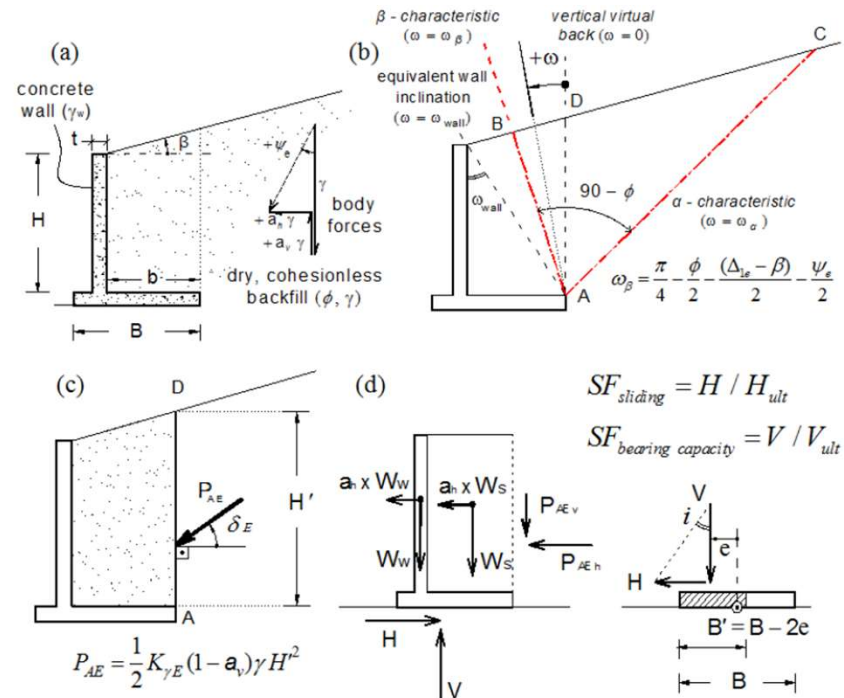 (a)
concrete
wall (γw)
t
β
H
b
B
+ψe
γ
+ ah γ
+ av γ
body
forces
dry, cohesionless
backfill (ϕ, γ)
(b)
β - characteristic
(ω = ωβ)
vertical virtual
back (ω = 0)
+ω
C
D
equivalent wall
inclination
(ω = ωwall)
B
ωwall
90 − ϕ
α - characteristic
(ω = ωα)
A
ωβ = π/4 − ϕ/2 − (Δ1e − β)/2 − ψe/2
(c)
D
PAE
δE
H′
A
PAE = 1/2 KγE (1 − av) γ H′²
(d)
ah x Ww
ah x Ws
Ww
Ws
PAE v
PAE h
H
V
SFsliding = H / Hult
SFbearing capacity = V / Vult
V
i
e
H
B′ = B − 2e
B